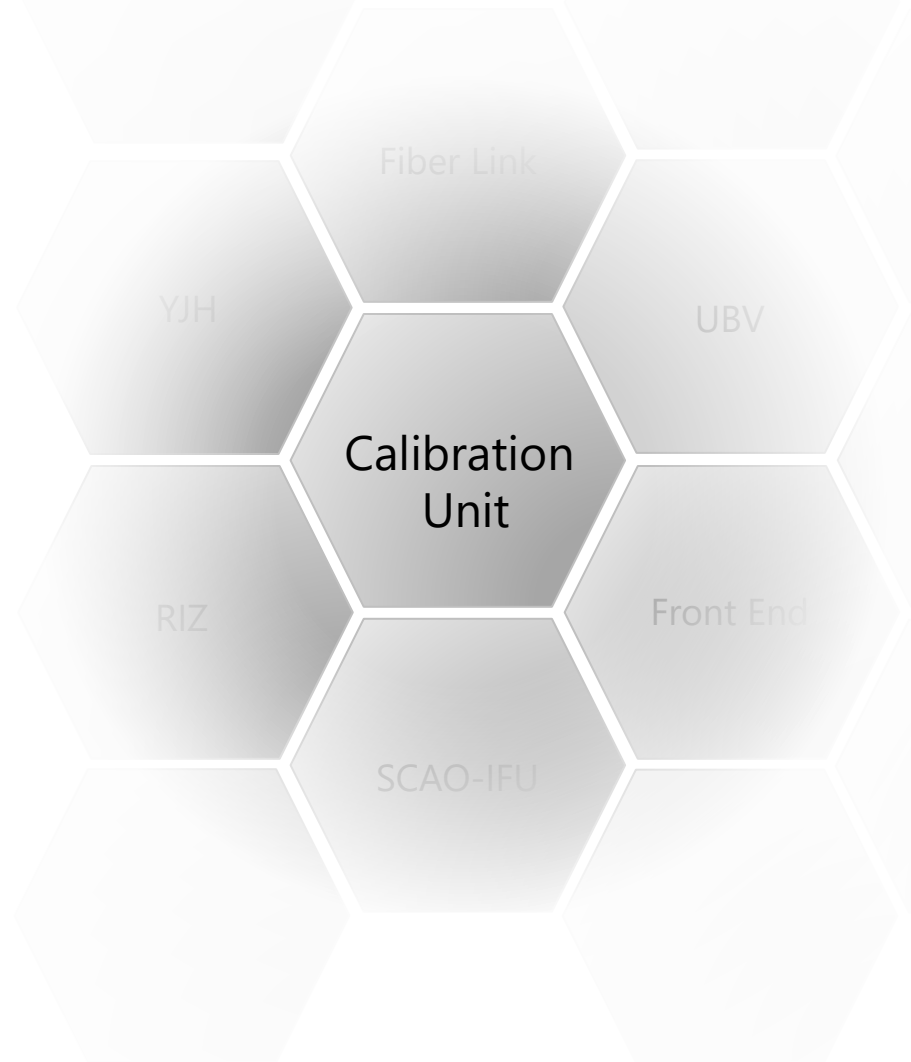 Fiber Link
YJH
UBV
Calibration
Unit
RIZ
Front End
SCAO-IFU